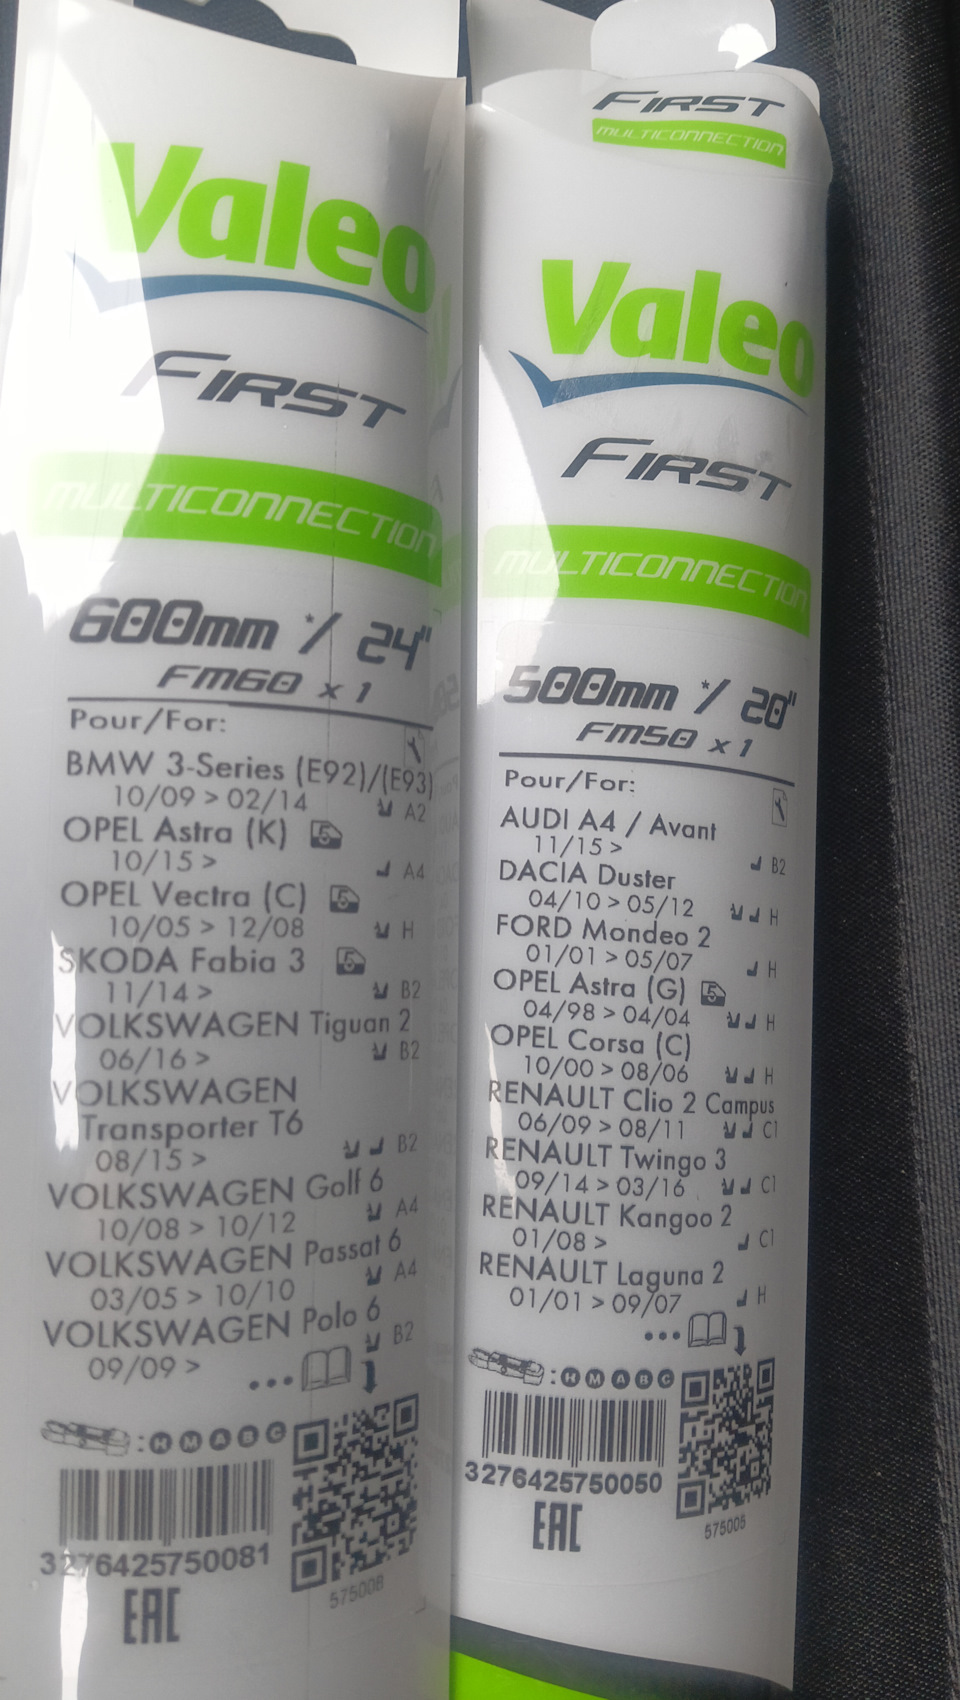 Valeo
FIRST
MULTICONNECTION
600mm */ 24"
FM60 x 1
Pour/For:
BMW 3-Series (E92)/(E93)
10/09 > 02/14 A2
OPEL Astra (K) 5
10/15 > A4
OPEL Vectra (C) 5
10/05 > 12/08 H
SKODA Fabia 3 5
11/14 > B2
VOLKSWAGEN Tiguan 2
06/16 > B2
VOLKSWAGEN
Transporter T6
08/15 > B2
VOLKSWAGEN Golf 6
10/08 > 10/12 A4
VOLKSWAGEN Passat 6
03/05 > 10/10 A4
VOLKSWAGEN Polo 6
09/09 > B2
...
: H M A B C
3276425750081
575008
EAC
FIRST
MULTICONNECTION
Valeo
FIRST
MULTICONNECTION
500mm */ 20"
FM50 x 1
Pour/For:
AUDI A4 / Avant
11/15 > B2
DACIA Duster
04/10 > 05/12 H
FORD Mondeo 2
01/01 > 05/07 H
OPEL Astra (G) 5
04/98 > 04/04 H
OPEL Corsa (C)
10/00 > 08/06 H
RENAULT Clio 2 Campus
06/09 > 08/11 C1
RENAULT Twingo 3
09/14 > 03/16 C1
RENAULT Kangoo 2
01/08 > C1
RENAULT Laguna 2
01/01 > 09/07 H
...
: H M A B C
3276425750050
575005
EAC